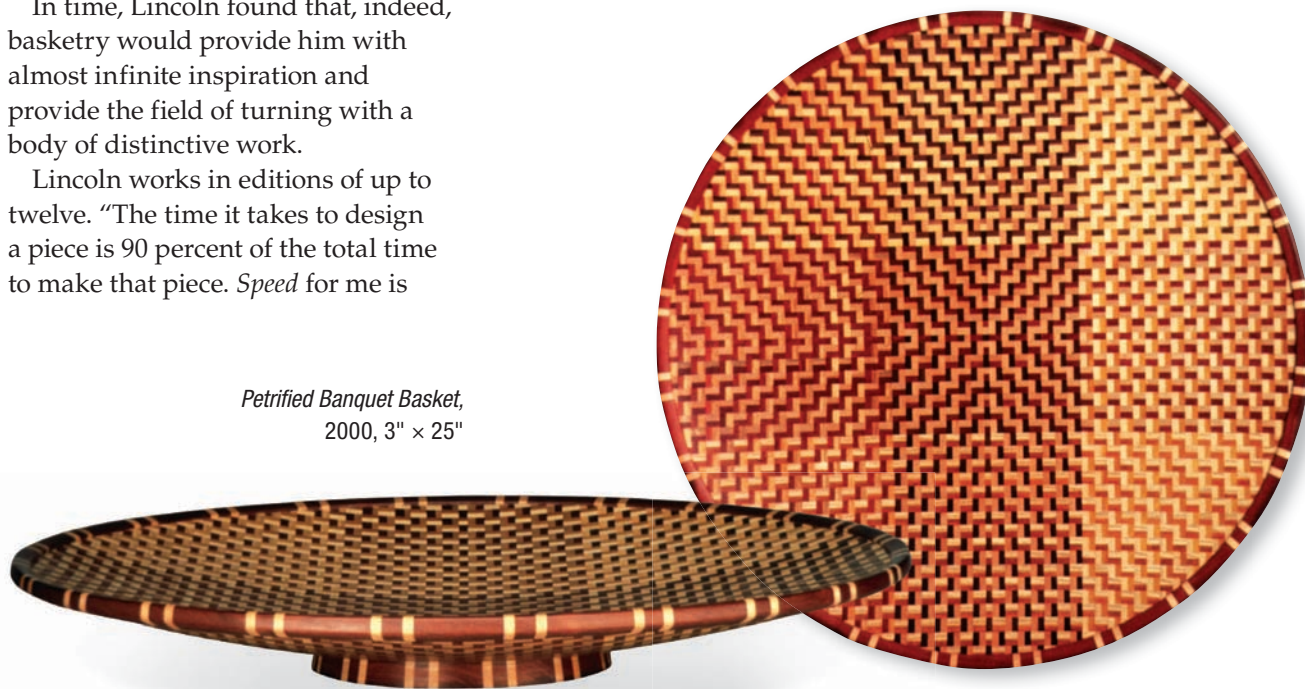 In time, Lincoln found that, indeed,
basketry would provide him with
almost infinite inspiration and
provide the field of turning with a
body of distinctive work.
Lincoln works in editions of up to
twelve. “The time it takes to design
a piece is 90 percent of the total time
to make that piece. Speed for me is
Petrified Banquet Basket,
2000, 3" × 25"